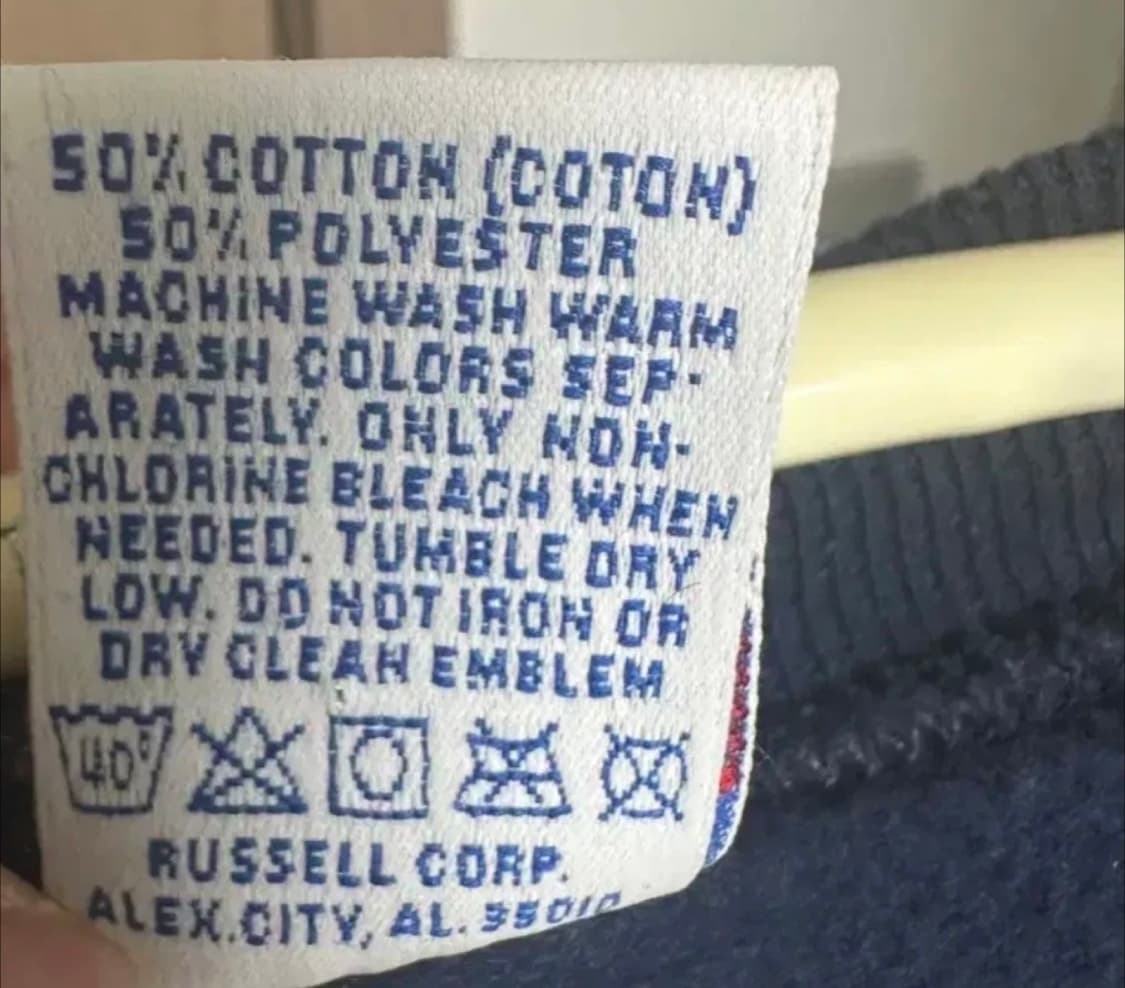 50% COTTON (COTON)
50% POLYESTER
MACHINE WASH WARM
WASH COLORS SEP-
ARATELY. ONLY NON-
CHLORINE BLEACH WHEN
NEEDED. TUMBLE DRY
LOW. DO NOT IRON OR
DRY CLEAN EMBLEM
40°
RUSSELL CORP.
ALEX.CITY, AL. 35010